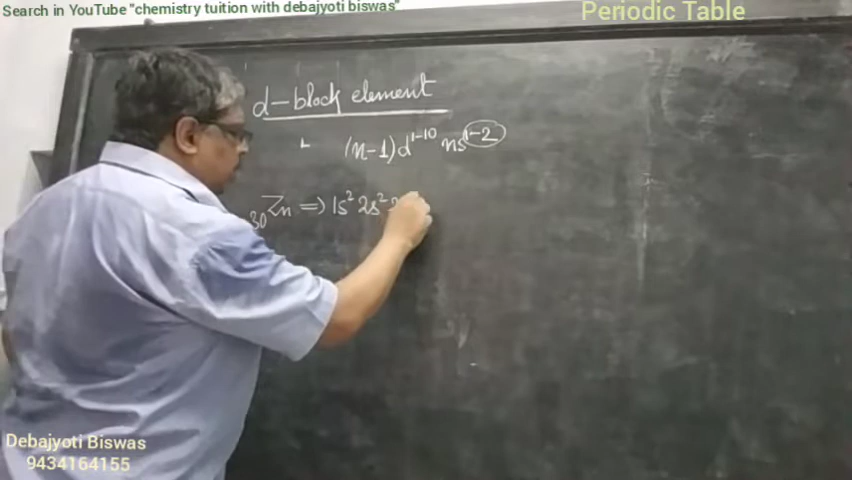 Search in YouTube "chemistry tuition with debajyoti biswas"
Periodic Table
d-block element
(n-1)d¹⁻¹⁰ ns¹⁻²
₃₀Zn ⇒ 1s² 2s²
Debajyoti Biswas
9434164155